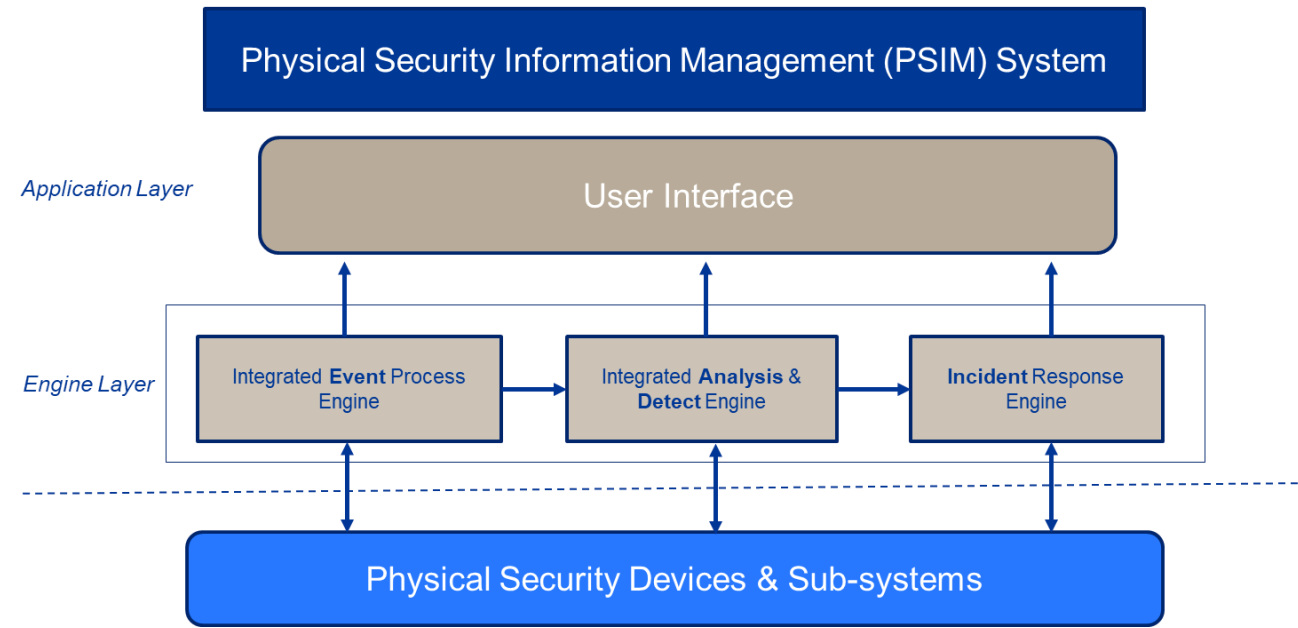 Physical Security Information Management (PSIM) System
Application Layer
User Interface
Engine Layer
Integrated Event Process
Engine
Integrated Analysis &
Detect Engine
Incident Response
Engine
Physical Security Devices & Sub-systems